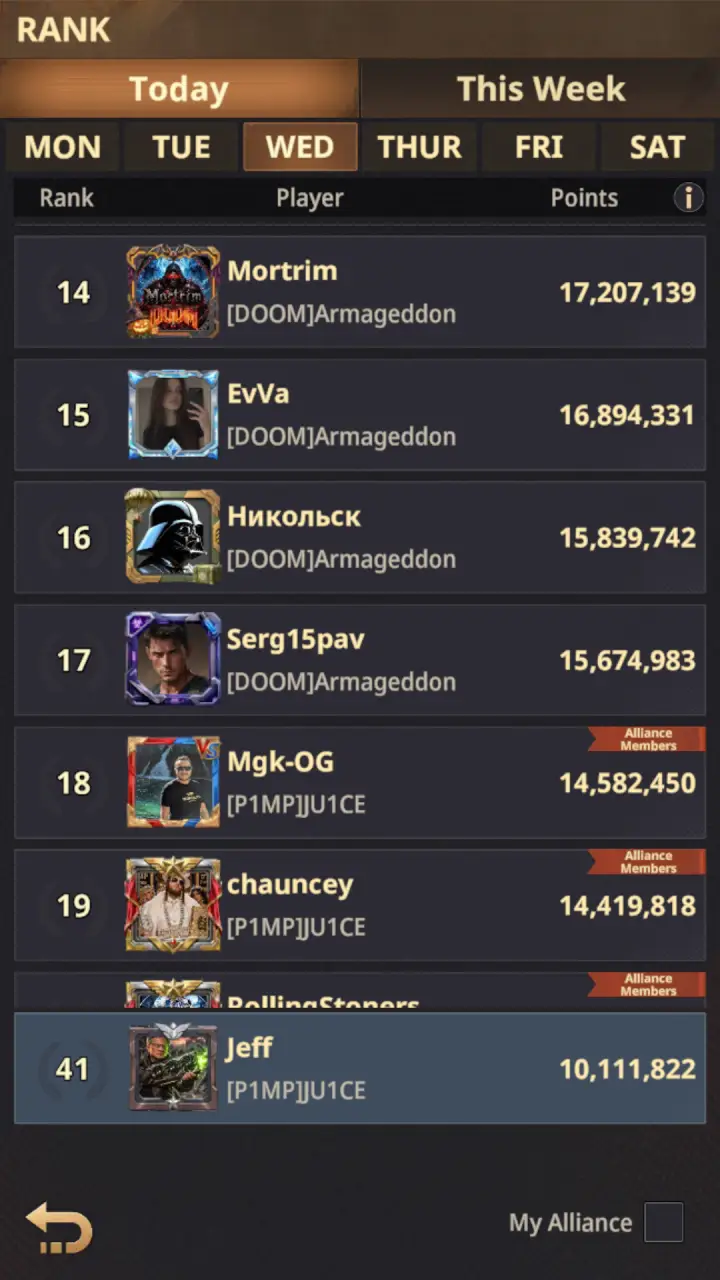 RANK
Today
This Week
MON TUE WED THUR FRI SAT
Rank Player Points i
14 Mortrim 17,207,139
[DOOM]Armageddon
15 EvVa 16,894,331
[DOOM]Armageddon
16 Никольск 15,839,742
[DOOM]Armageddon
17 Serg15pav 15,674,983
[DOOM]Armageddon
Alliance
Members
18 Mgk-OG 14,582,450
[P1MP]JU1CE
Alliance
Members
19 chauncey 14,419,818
[P1MP]JU1CE
Alliance
Members
RollingStoners
41 Jeff 10,111,822
[P1MP]JU1CE
My Alliance